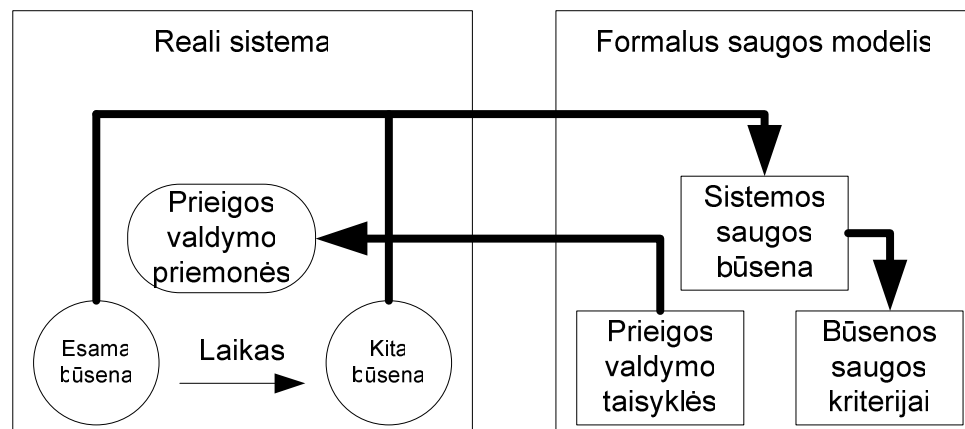 Reali sistema
Formalus saugos modelis
Prieigos
valdymo
priemonės
Sistemos
saugos
būsena
Esama
būsena
Laikas
Kita
būsena
Prieigos
valdymo
taisyklės
Būsenos
saugos
kriterijai